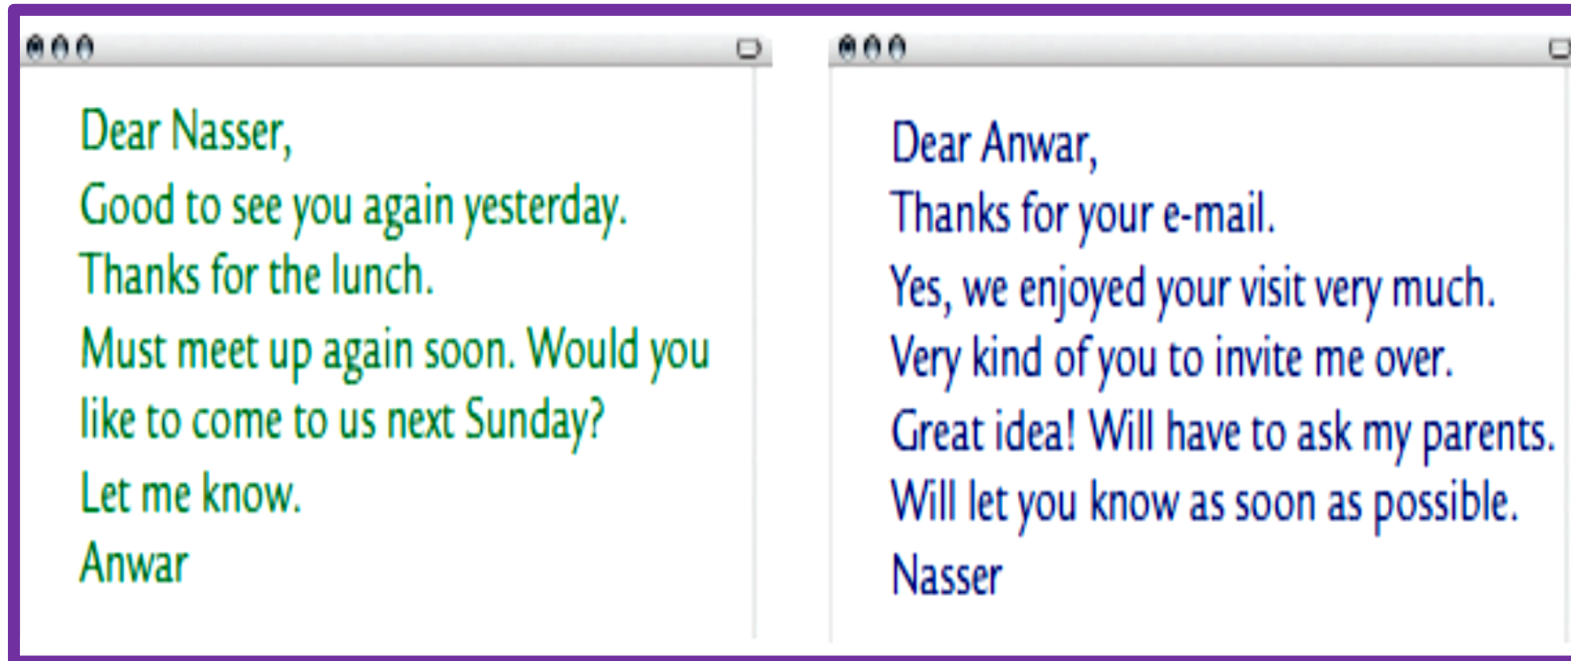 Dear Nasser,
Good to see you again yesterday.
Thanks for the lunch.
Must meet up again soon. Would you
like to come to us next Sunday?
Let me know.
Anwar
Dear Anwar,
Thanks for your e-mail.
Yes, we enjoyed your visit very much.
Very kind of you to invite me over.
Great idea! Will have to ask my parents.
Will let you know as soon as possible.
Nasser